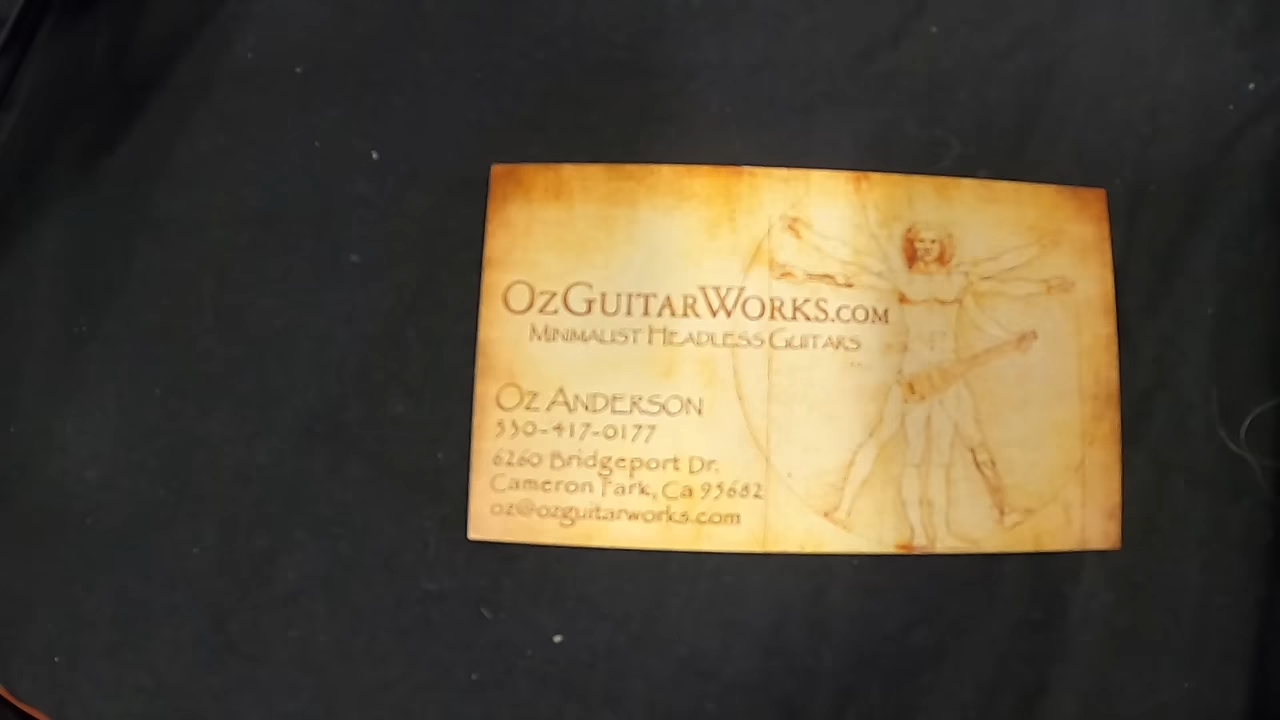 OzGuitarWorks.com
Minimalist Headless Guitars
Oz Anderson
530-417-0177
6260 Bridgeport Dr.
Cameron Park, Ca 95682
oz@ozguitarworks.com